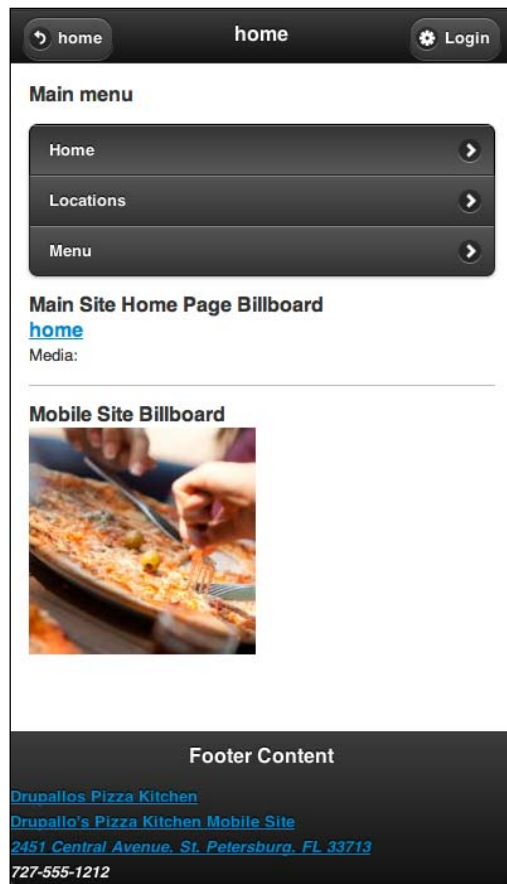 home
home
Login
Main menu
Home
Locations
Menu
Main Site Home Page Billboard
home
Media:
Mobile Site Billboard
Footer Content
Drupallos Pizza Kitchen
Drupallo's Pizza Kitchen Mobile Site
2451 Central Avenue. St. Petersburg. FL 33713
727-555-1212